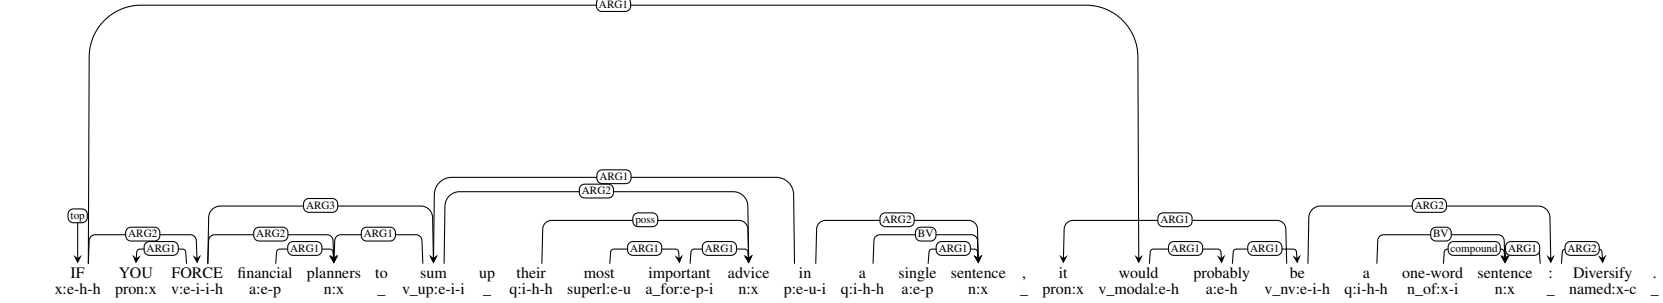 ARG1
ARG1
ARG2
ARG3 ARG2
top poss ARG2 ARG1
ARG2 ARG2 ARG1 BV BV
ARG1 ARG1 ARG1 ARG1 ARG1 ARG1 ARG1 compound ARG1 ARG2
IF YOU FORCE financial planners to sum up their most important advice in a single sentence , it would probably be a one-word sentence : Diversify .
x:e-h-h pron:x v:e-i-i-h a:e-p n:x _ v_up:e-i-i _ q:i-h-h superl:e-u a_for:e-p-i n:x p:e-u-i q:i-h-h a:e-p n:x _ pron:x v_modal:e-h a:e-h v_nv:e-i-h q:i-h-h n_of:x-i n:x _ named:x-c _